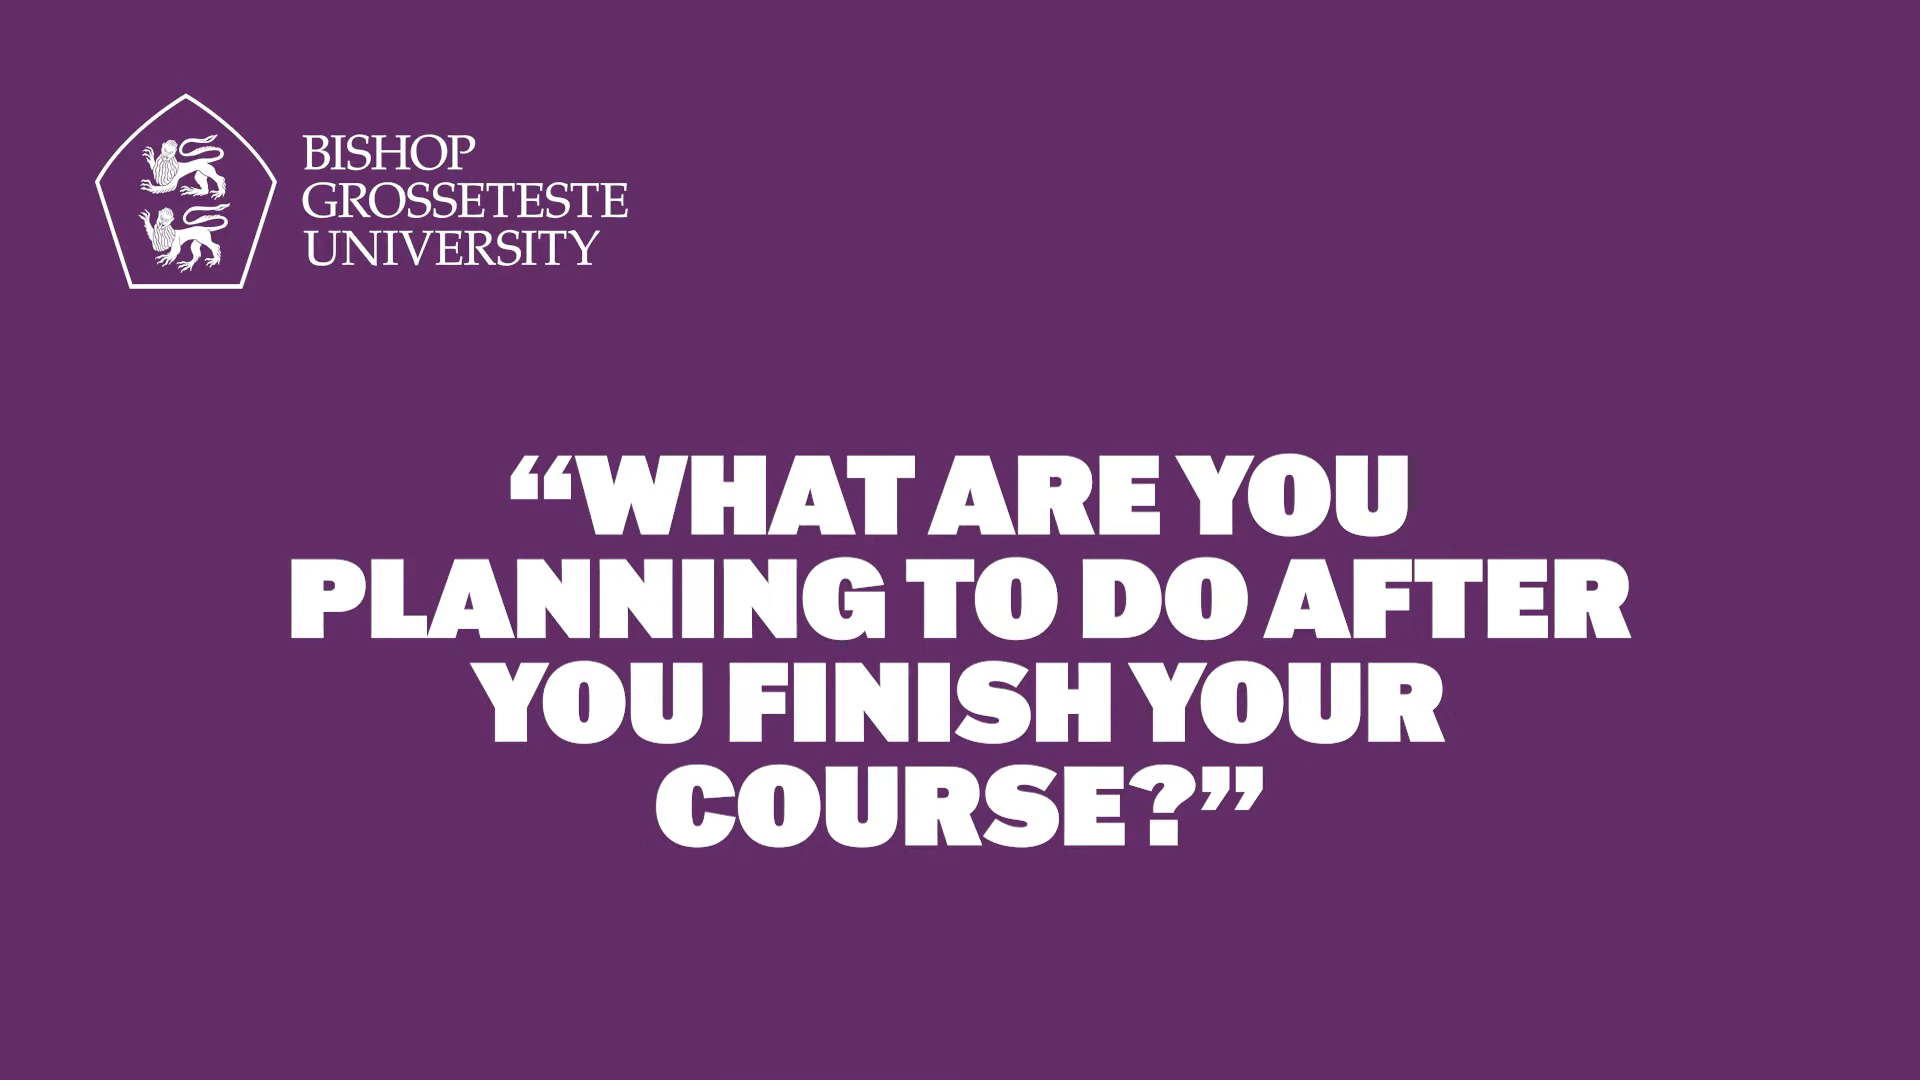 BISHOP
GROSSETESTE
UNIVERSITY
“WHAT ARE YOU
PLANNING TO DO AFTER
YOU FINISH YOUR
COURSE?”